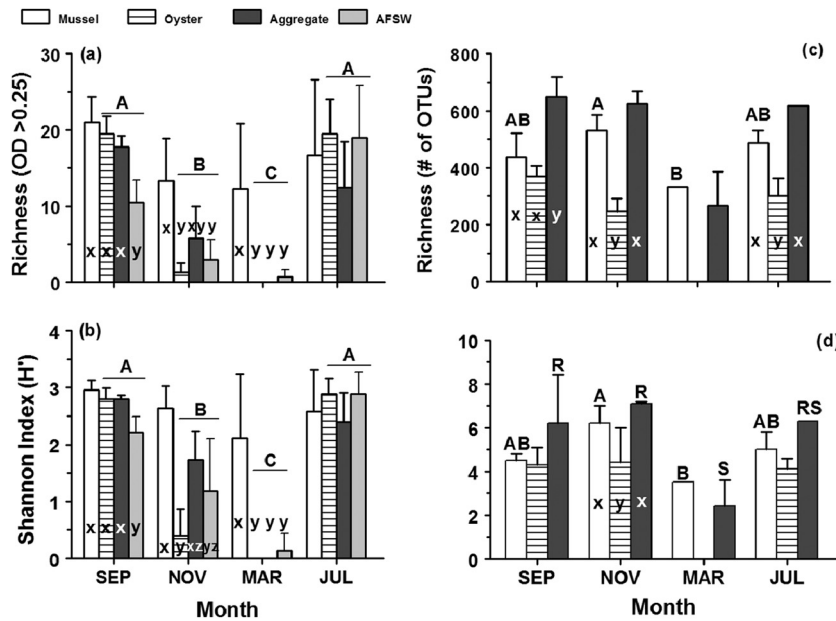 Mussel Oyster Aggregate AFSW
(a)
Richness (OD >0.25)
30
20
10
0
A
B
C
A
x x x y
x y xy y
x y y y
(b)
Shannon Index (H')
4
3
2
1
0
A
B
C
A
x x x y
x y xz yz
x y y y
SEP NOV MAR JUL
Month
(c)
Richness (# of OTUs)
800
600
400
200
0
AB
A
B
AB
x x y
x y x
x y x
(d)
10
8
6
4
2
0
AB R
A R
B S
AB RS
x y x
SEP NOV MAR JUL
Month